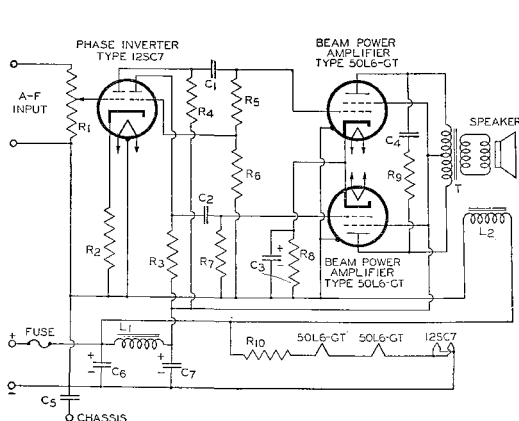 PHASE INVERTER
TYPE 12SC7
BEAM POWER
AMPLIFIER
TYPE 50L6-GT
A-F
INPUT
R1
C1
R4
R5
C4
SPEAKER
R9
T
R6
C2
R2
R3
R7
C3
+
-
R8
L2
BEAM POWER
AMPLIFIER
TYPE 50L6-GT
+
FUSE
L1
R10
50L6-GT
50L6-GT
12SC7
+
-
C6
+
-
C7
-
C5
CHASSIS